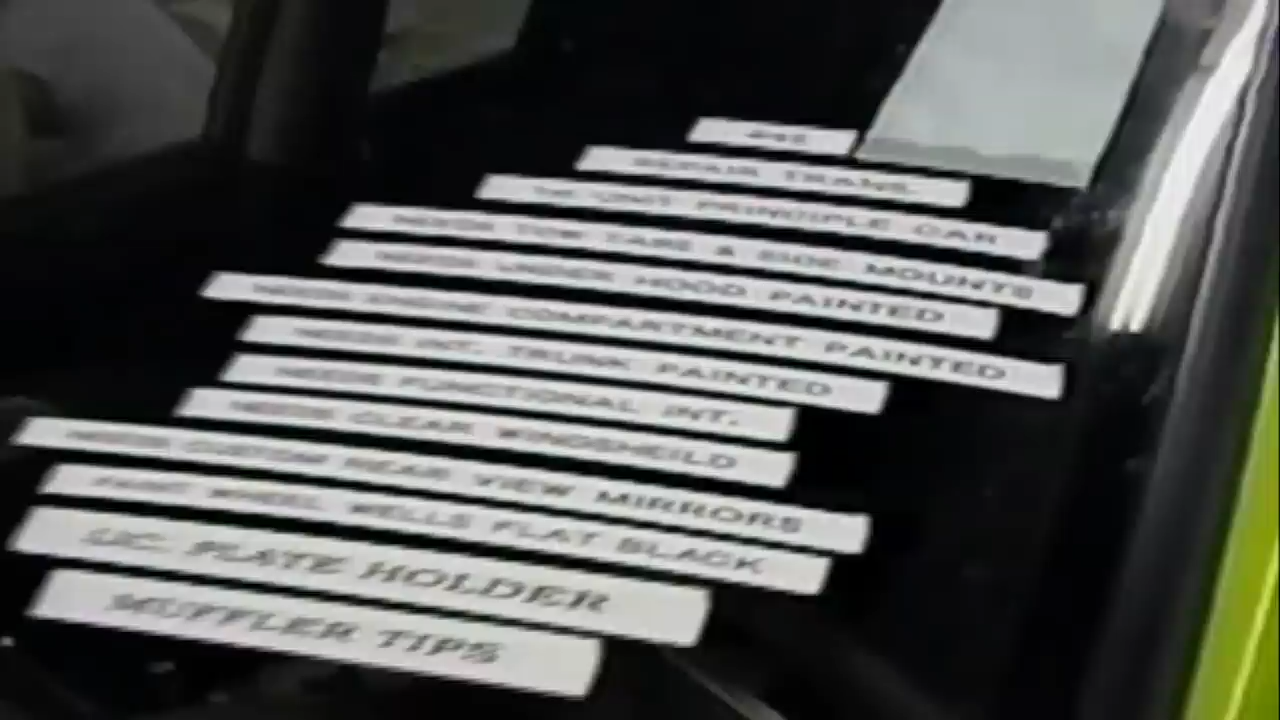 REPAIR TRANS.
1st UNIT PRINCIPLE CAR
NEEDS TOW TABS & SIDE MOUNTS
NEEDS UNDER HOOD PAINTED
NEEDS ENGINE COMPARTMENT PAINTED
NEEDS INT. TRUNK PAINTED
NEEDS FUNCTIONAL INT.
NEEDS CLEAR WINDSHEILD
NEEDS CUSTOM REAR VIEW MIRRORS
PAINT WHEEL WELLS FLAT BLACK
LIC. PLATE HOLDER
MUFFLER TIPS